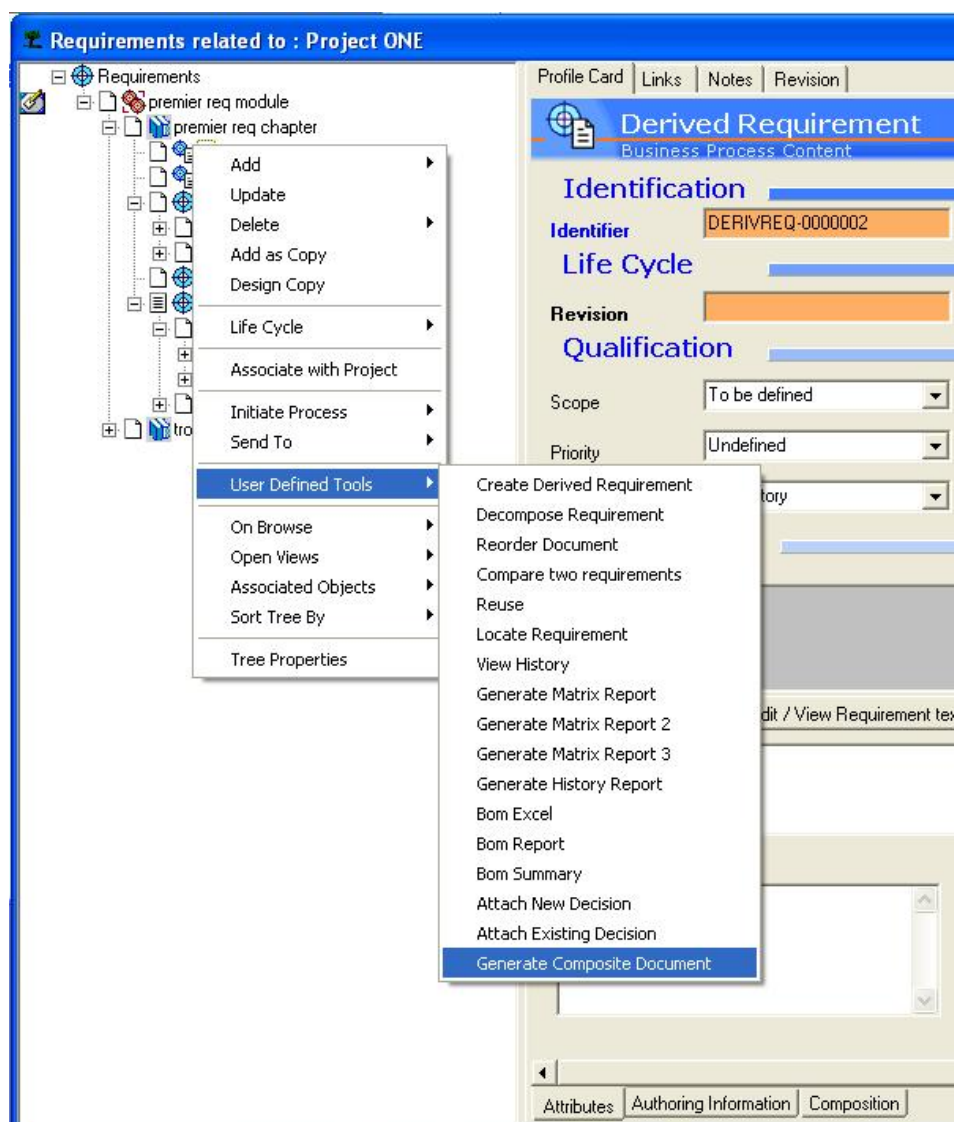 Requirements related to : Project ONE
Requirements
premier req module
premier req chapter
tro
Add
Update
Delete
Add as Copy
Design Copy
Life Cycle
Associate with Project
Initiate Process
Send To
User Defined Tools
On Browse
Open Views
Associated Objects
Sort Tree By
Tree Properties
Create Derived Requirement
Decompose Requirement
Reorder Document
Compare two requirements
Reuse
Locate Requirement
View History
Generate Matrix Report
Generate Matrix Report 2
Generate Matrix Report 3
Generate History Report
Bom Excel
Bom Report
Bom Summary
Attach New Decision
Attach Existing Decision
Generate Composite Document
Profile Card Links Notes Revision
Derived Requirement
Business Process Content
Identification
Identifier DERIVREQ-0000002
Life Cycle
Revision
Qualification
Scope To be defined
Priority Undefined
tory
dit / View Requirement tex
Attributes Authoring Information Composition